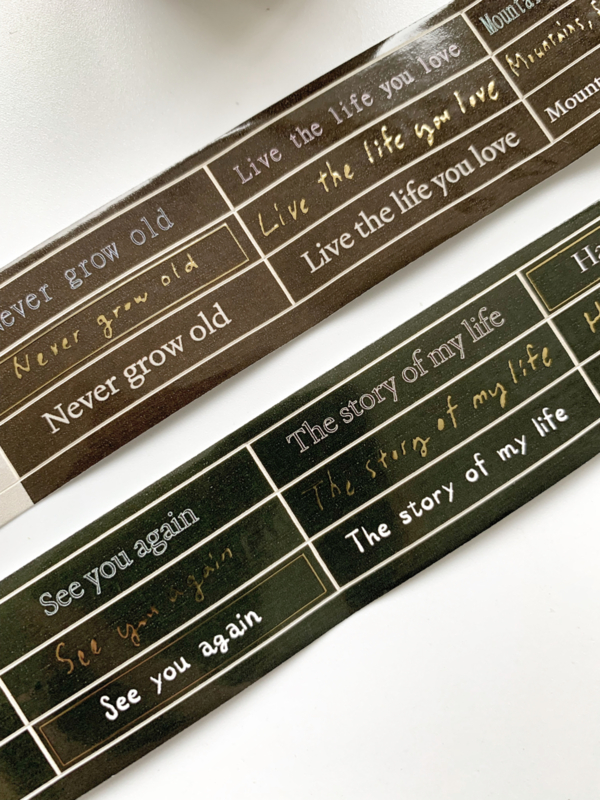 Never grow old
Never grow old
Never grow old
Live the life you love
Live the life you love
Live the life you love
Mountains,
Mount
See you again
See you again
See you again
The story of my life
The story of my life
The story of my life